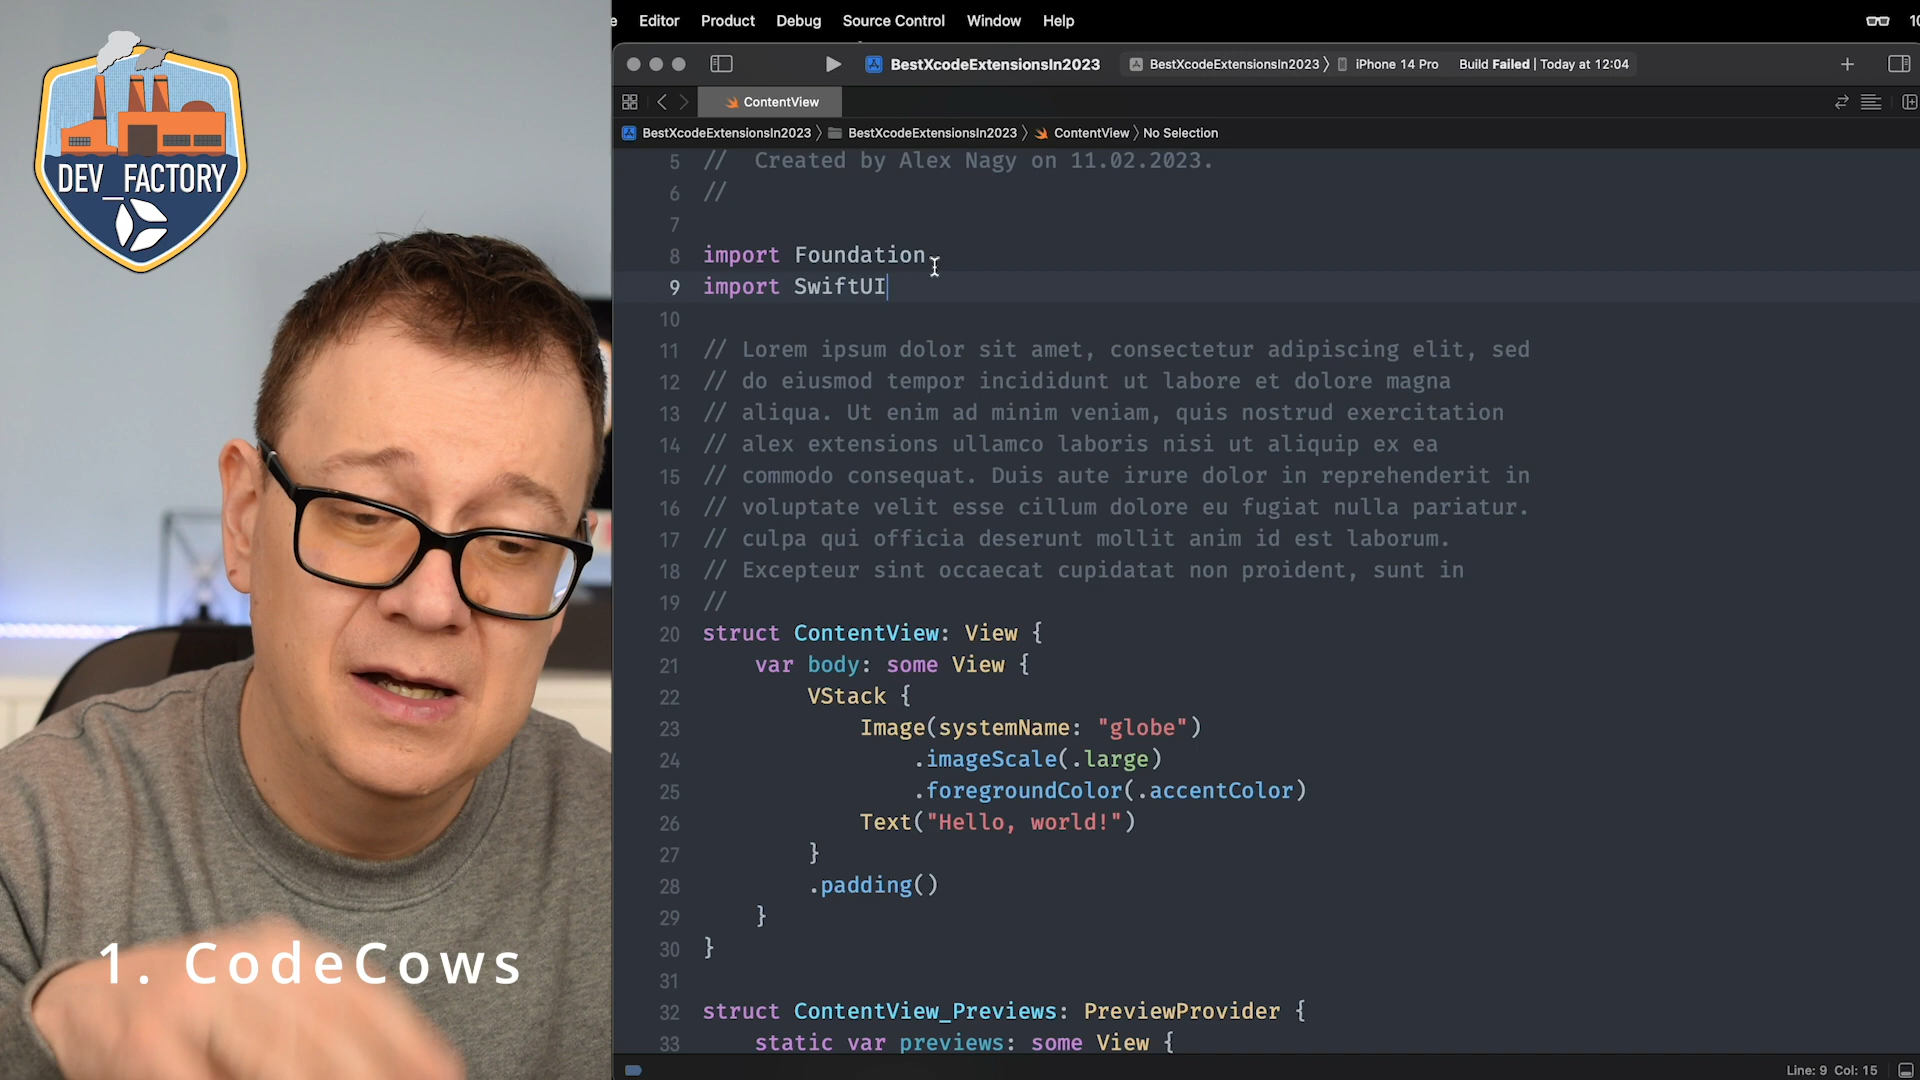 DEV_FACTORY
1. CodeCows
Editor Product Debug Source Control Window Help
BestXcodeExtensionsIn2023 BestXcodeExtensionsIn2023 〉 iPhone 14 Pro Build Failed | Today at 12:04
ContentView
BestXcodeExtensionsIn2023 〉 BestXcodeExtensionsIn2023 〉 ContentView 〉 No Selection
5 //  Created by Alex Nagy on 11.02.2023.
6 //
7
8 import Foundation
9 import SwiftUI
10
11 // Lorem ipsum dolor sit amet, consectetur adipiscing elit, sed
12 // do eiusmod tempor incididunt ut labore et dolore magna
13 // aliqua. Ut enim ad minim veniam, quis nostrud exercitation
14 // alex extensions ullamco laboris nisi ut aliquip ex ea
15 // commodo consequat. Duis aute irure dolor in reprehenderit in
16 // voluptate velit esse cillum dolore eu fugiat nulla pariatur.
17 // culpa qui officia deserunt mollit anim id est laborum.
18 // Excepteur sint occaecat cupidatat non proident, sunt in
19 //
20 struct ContentView: View {
21     var body: some View {
22         VStack {
23             Image(systemName: "globe")
24                 .imageScale(.large)
25                 .foregroundColor(.accentColor)
26             Text("Hello, world!")
27         }
28         .padding()
29     }
30 }
31
32 struct ContentView_Previews: PreviewProvider {
33     static var previews: some View {
Line: 9 Col: 15